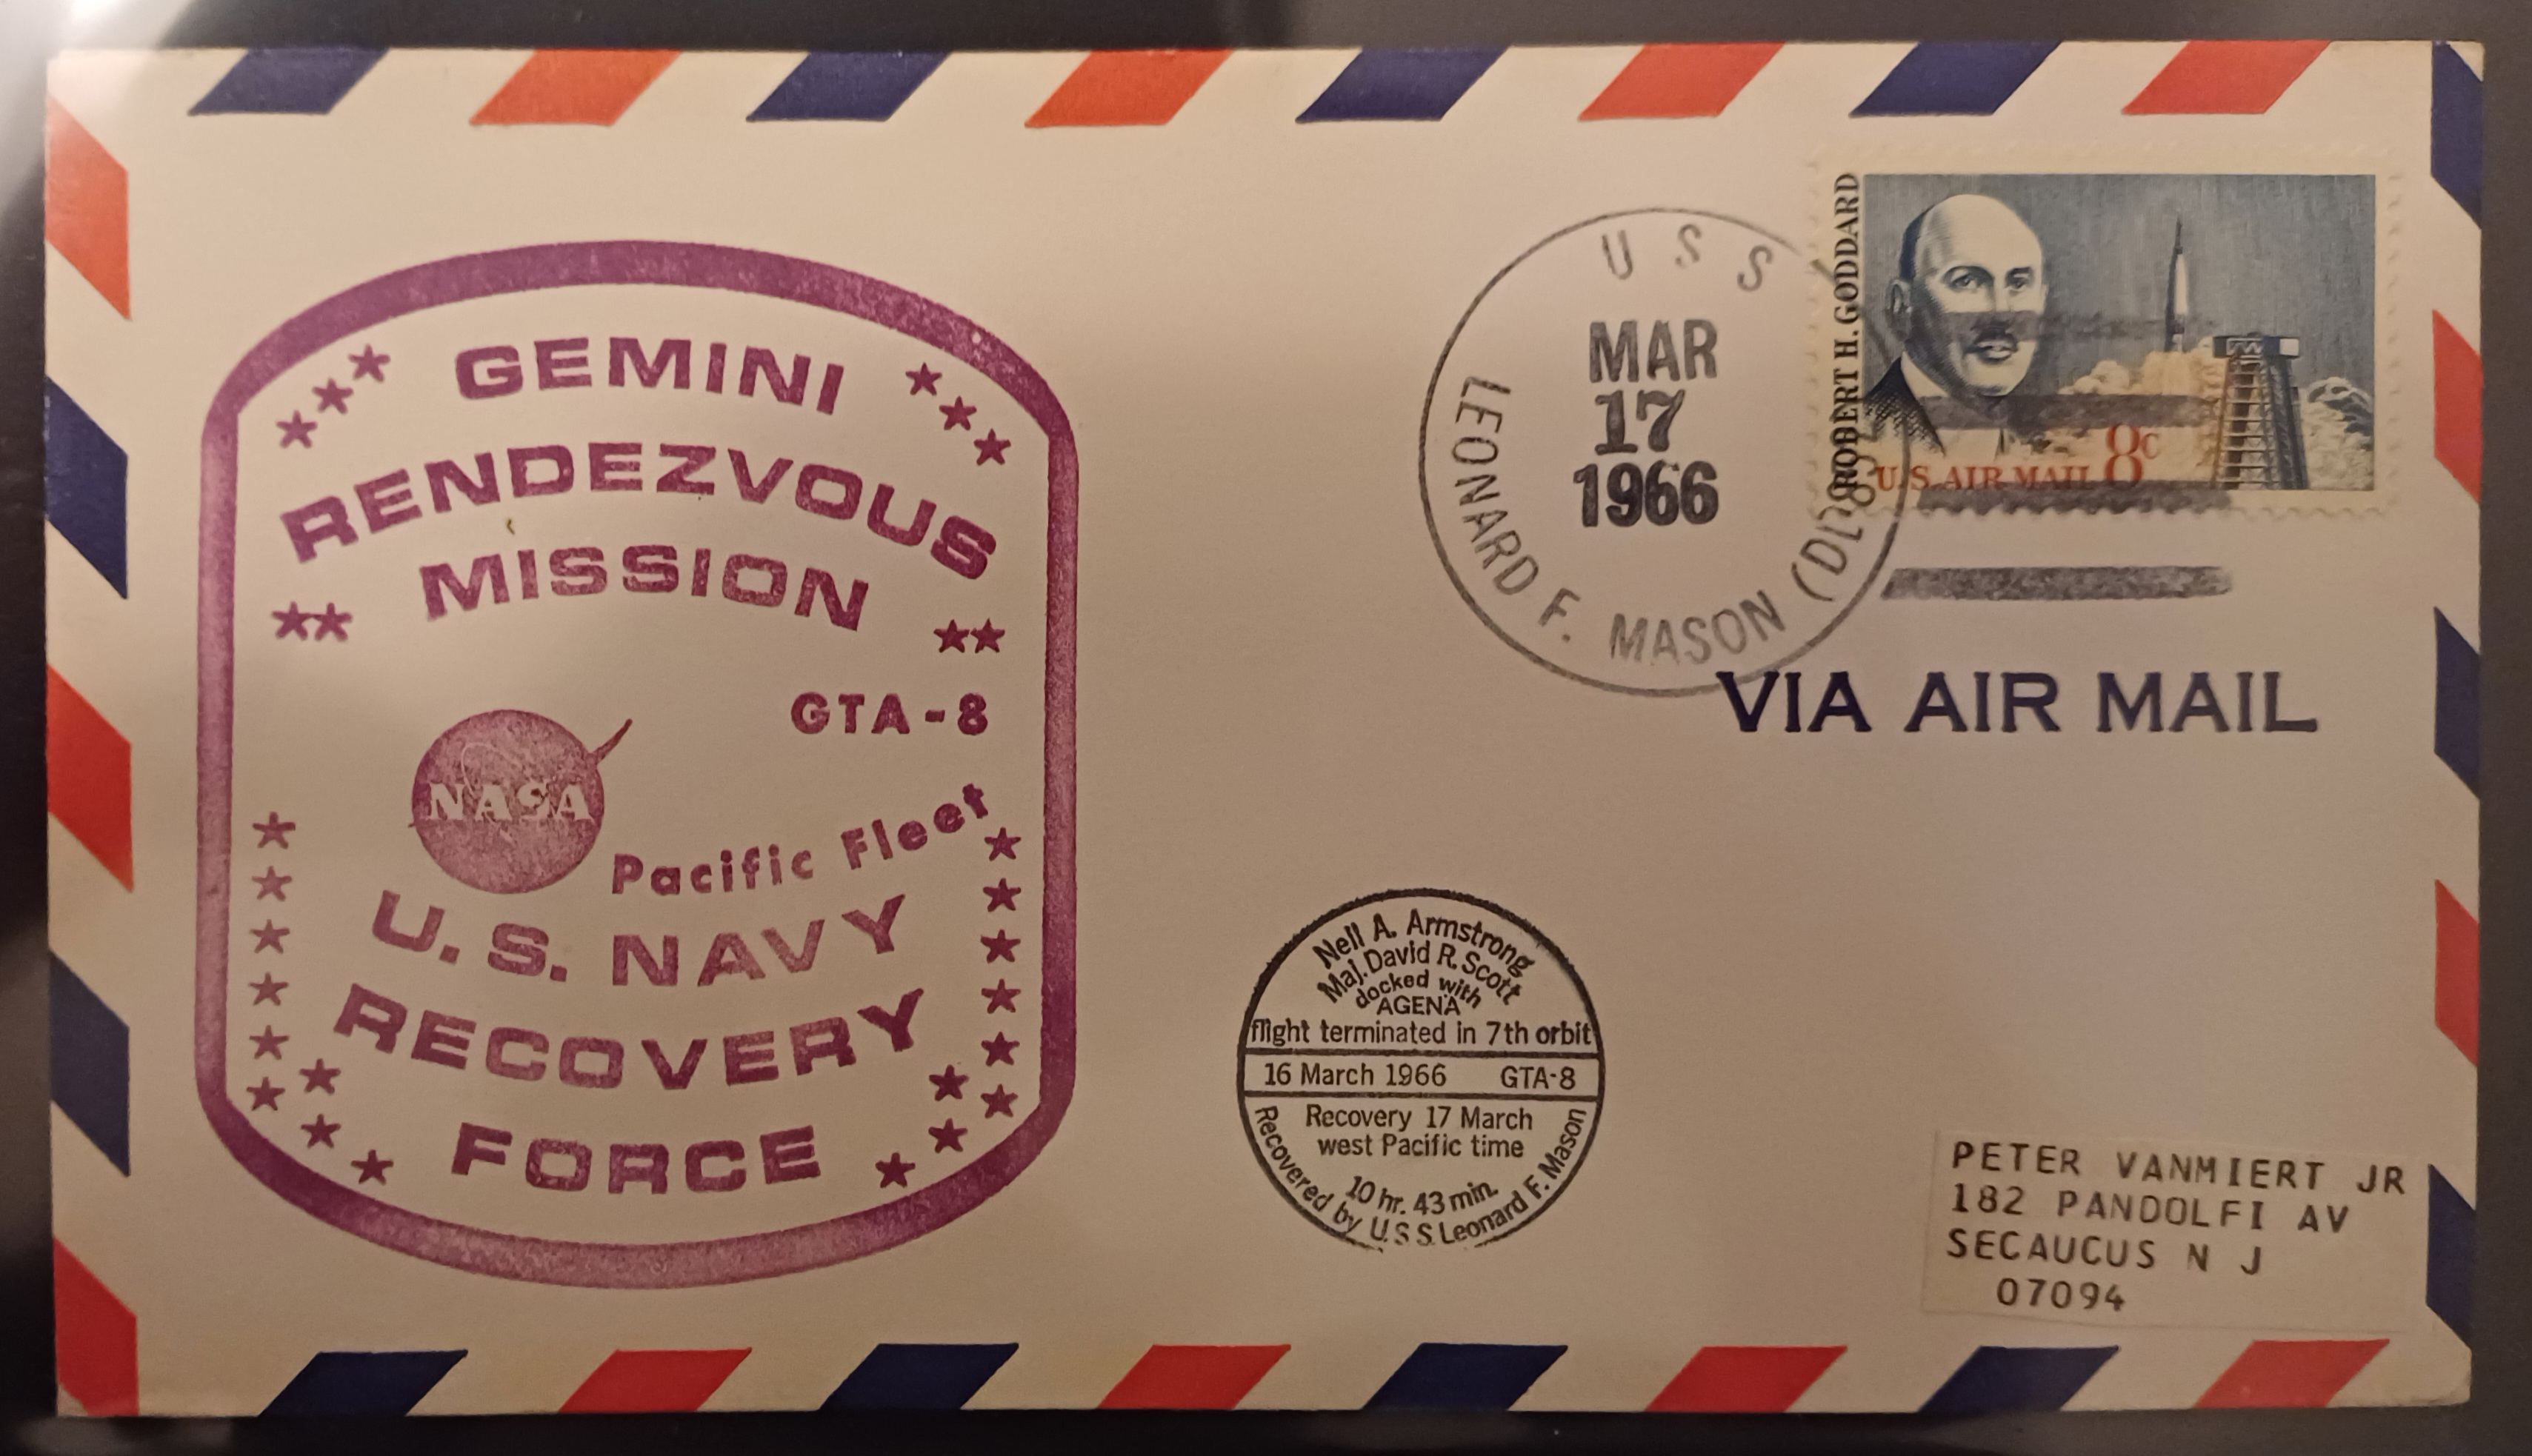 GEMINI
RENDEZVOUS
MISSION
GTA-8
NASA
Pacific Fleet
U.S. NAVY
RECOVERY
FORCE
USS
LEONARD F. MASON
MAR
17
1966
ROBERT H. GODDARD
U.S. AIR MAIL 8c
VIA AIR MAIL
Neil A. Armstrong
Maj. David R. Scott
docked with
AGENA
flight terminated in 7th orbit
16 March 1966 GTA-8
Recovery 17 March
west Pacific time
10 hr. 43 min.
Recovered by U.S S Leonard F. Mason
PETER VANMIERT JR
182 PANDOLFI AV
SECAUCUS N J
07094